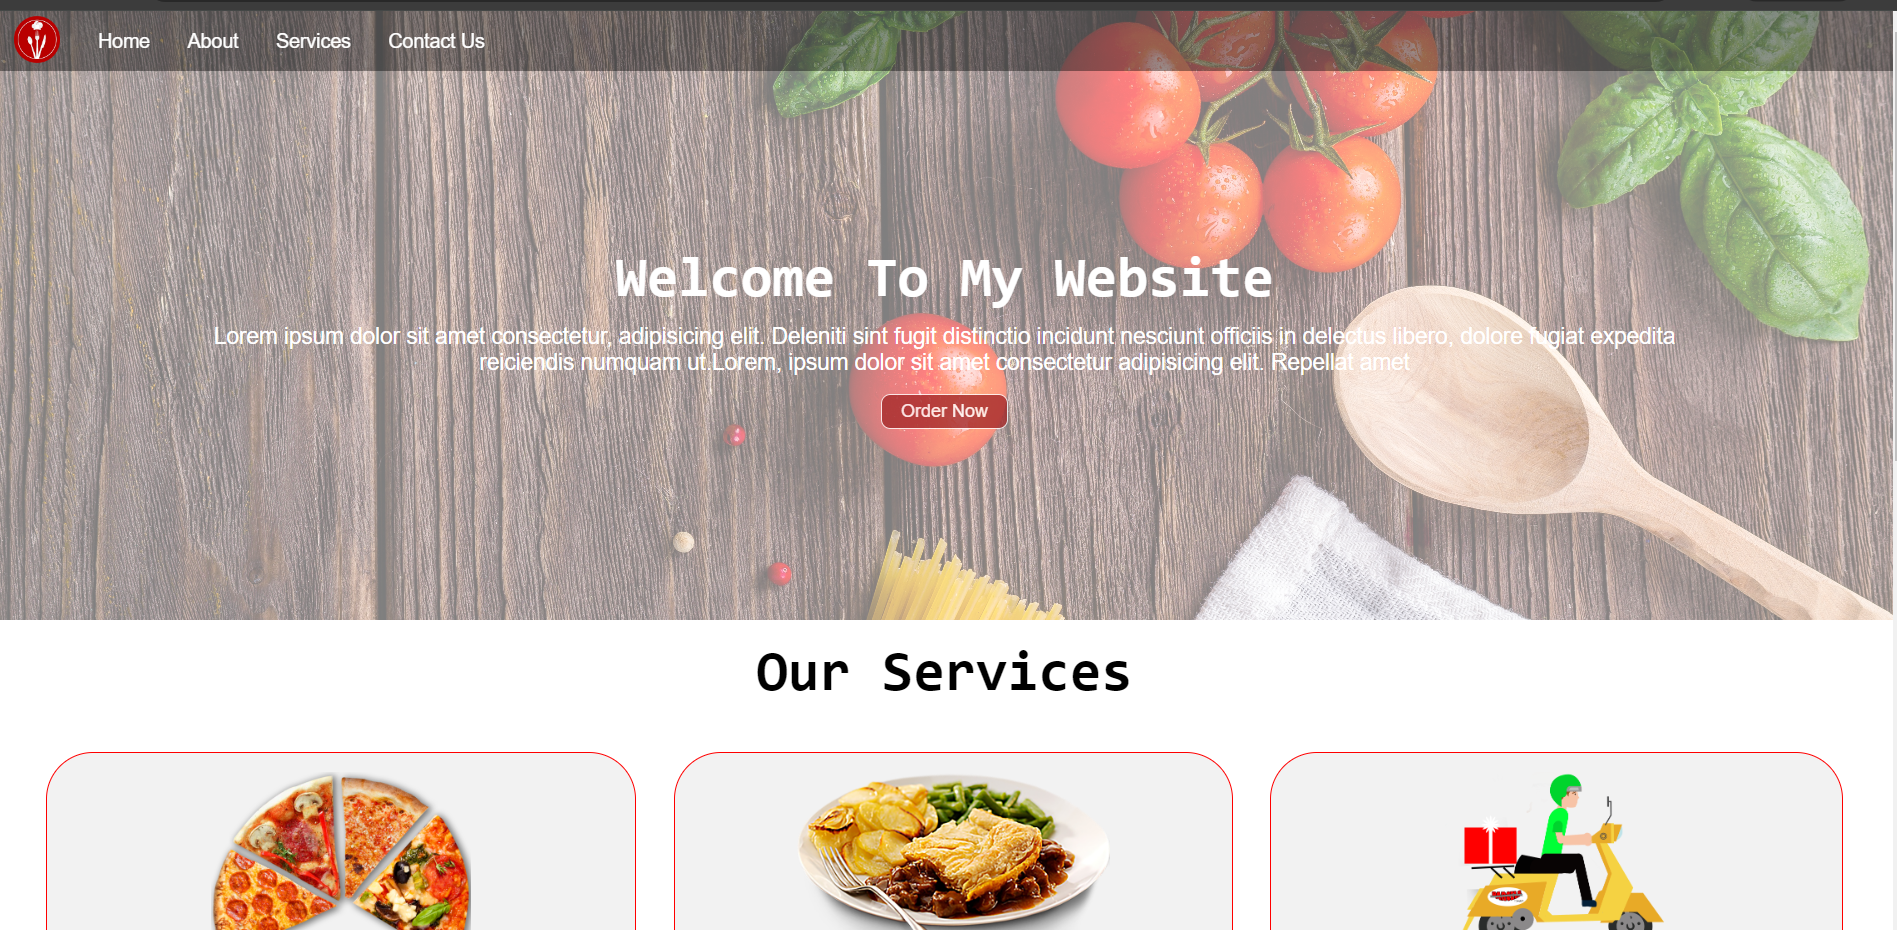 Home About Services Contact Us
Welcome To My Website
Lorem ipsum dolor sit amet consectetur, adipisicing elit. Deleniti sint fugit distinctio incidunt nesciunt officiis in delectus libero, dolore fugiat expedita
reiciendis numquam ut.Lorem, ipsum dolor sit amet consectetur adipisicing elit. Repellat amet
Order Now
Our Services